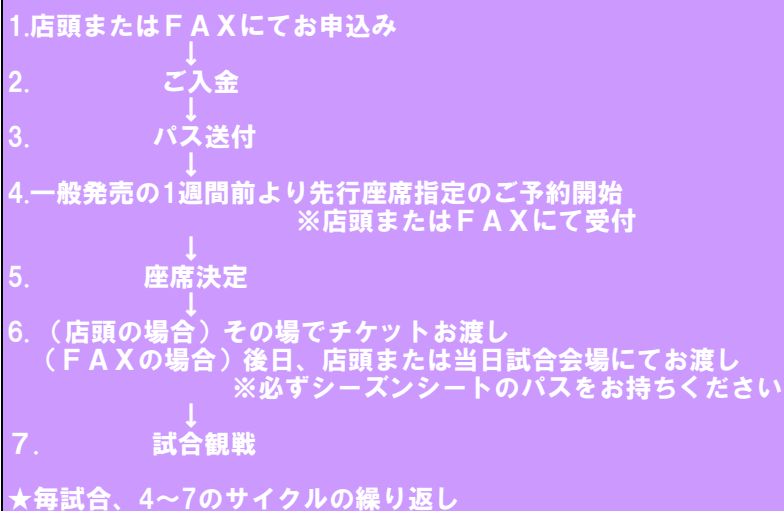 1.店頭またはＦＡＸにてお申込み
↓
2. ご入金
↓
3. パス送付
↓
4.一般発売の1週間前より先行座席指定のご予約開始
※店頭またはＦＡＸにて受付
↓
5. 座席決定
↓
6.（店頭の場合）その場でチケットお渡し
（ＦＡＸの場合）後日、店頭または当日試合会場にてお渡し
※必ずシーズンシートのパスをお持ちください
↓
７. 試合観戦
★毎試合、4～7のサイクルの繰り返し